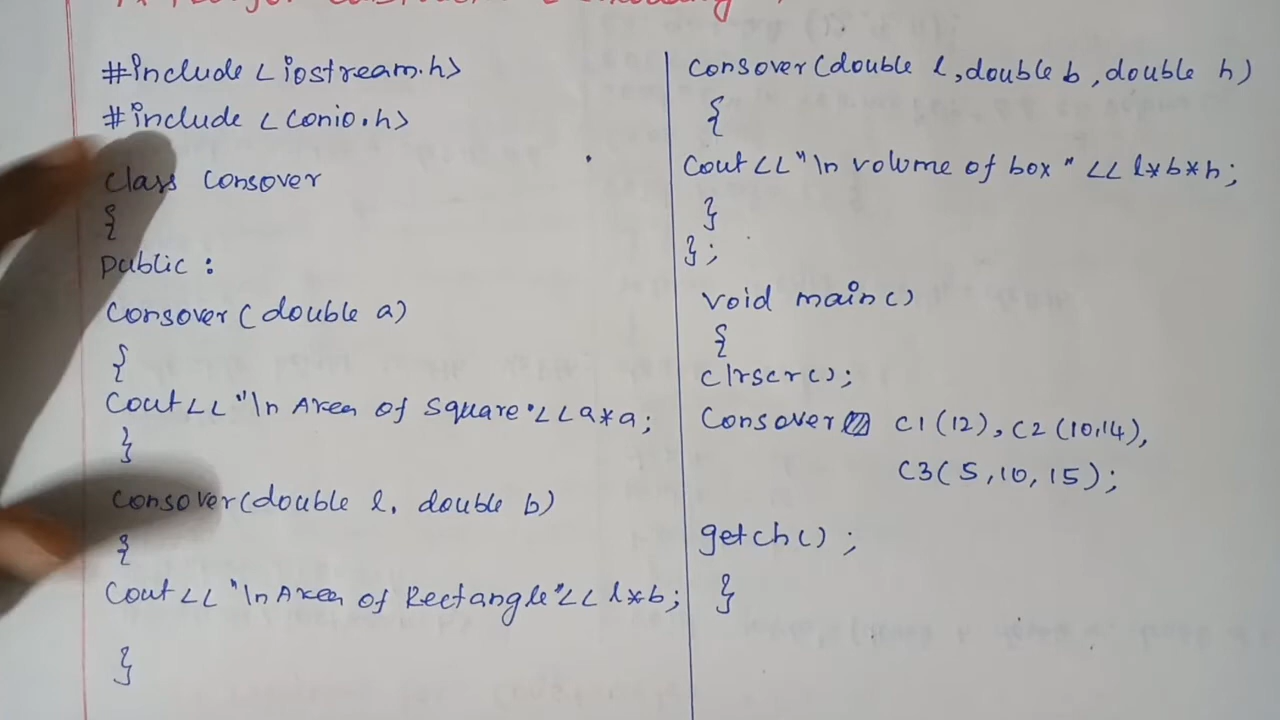 #include <iostream.h>
#include <conio.h>
class consover
{
public :
consover(double a)
{
cout<<"\n Area of square"<<a*a;
}
consover(double l, double b)
{
cout<<"\n Area of Rectangle"<<l*b;
}
consover(double l, double b, double h)
{
cout<<"\n volume of box"<<l*b*h;
}
};
void main()
{
clrscr();
consover c1(12), c2(10,14),
c3(5,10,15);
getch();
}